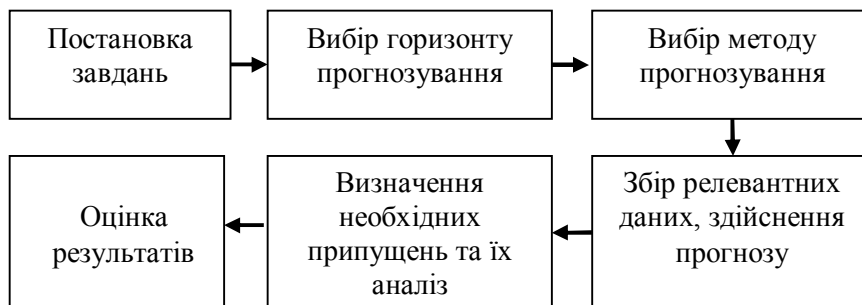 Постановка
завдань
Вибір горизонту
прогнозування
Вибір методу
прогнозування
Збір релевантних
даних, здійснення
прогнозу
Визначення
необхідних
припущень та їх
аналіз
Оцінка
результатів